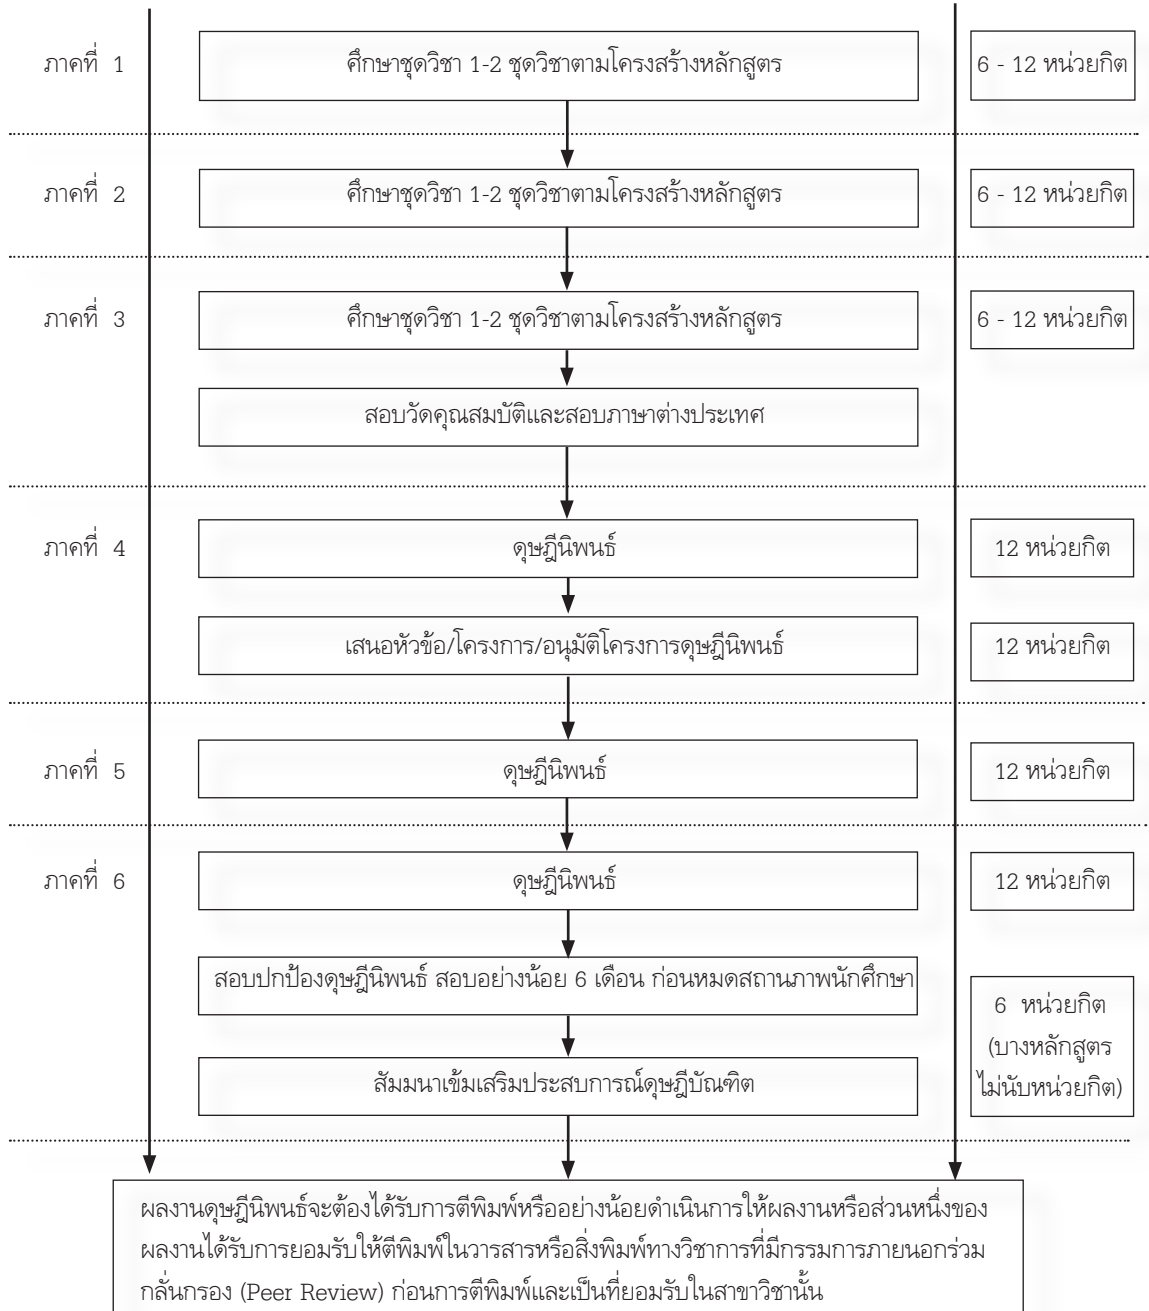 ภาคที่ 1
ศึกษาชุดวิชา 1-2 ชุดวิชาตามโครงสร้างหลักสูตร
6 - 12 หน่วยกิต
ภาคที่ 2
ศึกษาชุดวิชา 1-2 ชุดวิชาตามโครงสร้างหลักสูตร
6 - 12 หน่วยกิต
ภาคที่ 3
ศึกษาชุดวิชา 1-2 ชุดวิชาตามโครงสร้างหลักสูตร
6 - 12 หน่วยกิต
สอบวัดคุณสมบัติและสอบภาษาต่างประเทศ
ภาคที่ 4
ดุษฎีนิพนธ์
12 หน่วยกิต
เสนอหัวข้อ/โครงการ/อนุมัติโครงการดุษฎีนิพนธ์
12 หน่วยกิต
ภาคที่ 5
ดุษฎีนิพนธ์
12 หน่วยกิต
ภาคที่ 6
ดุษฎีนิพนธ์
12 หน่วยกิต
สอบปกป้องดุษฎีนิพนธ์ สอบอย่างน้อย 6 เดือน ก่อนหมดสถานภาพนักศึกษา
สัมมนาเข้มเสริมประสบการณ์ดุษฎีบัณฑิต
6 หน่วยกิต
(บางหลักสูตร
ไม่นับหน่วยกิต)
ผลงานดุษฎีนิพนธ์จะต้องได้รับการตีพิมพ์หรืออย่างน้อยดำเนินการให้ผลงานหรือส่วนหนึ่งของ
ผลงานได้รับการยอมรับให้ตีพิมพ์ในวารสารหรือสิ่งพิมพ์ทางวิชาการที่มีกรรมการภายนอกร่วม
กลั่นกรอง (Peer Review) ก่อนการตีพิมพ์และเป็นที่ยอมรับในสาขาวิชานั้น